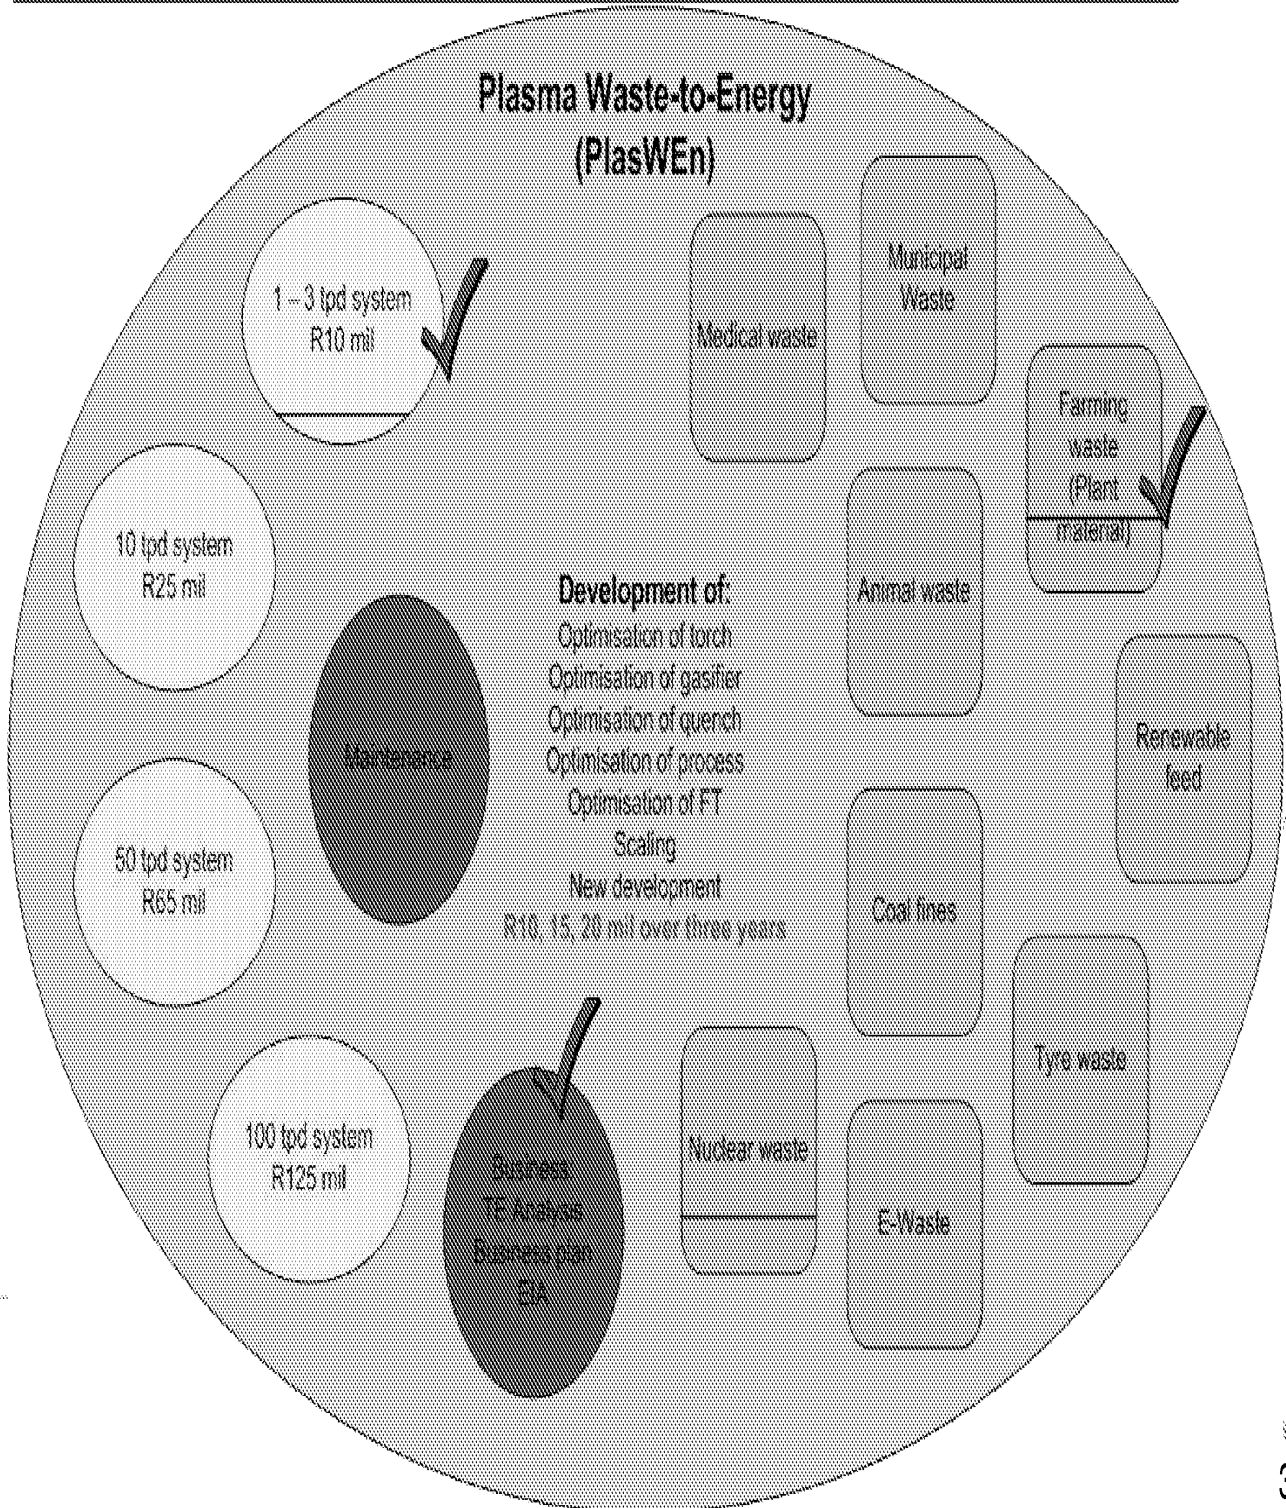 Plasma Waste-to-Energy
(PlasWEn)
1 – 3 tpd system
R10 mil
10 tpd system
R25 mil
50 tpd system
R65 mil
100 tpd system
R125 mil
Maintenance
Business
TE Analysis
Business plan
EIA
Development of:
Optimisation of torch
Optimisation of gasifier
Optimisation of quench
Optimisation of process
Optimisation of FT
Scaling
New development
R10, 15, 20 mil over three years
Medical waste
Municipal
Waste
Farming
waste
(Plant
material)
Animal waste
Renewable
feed
Coal fines
Tyre waste
Nuclear waste
E-Waste